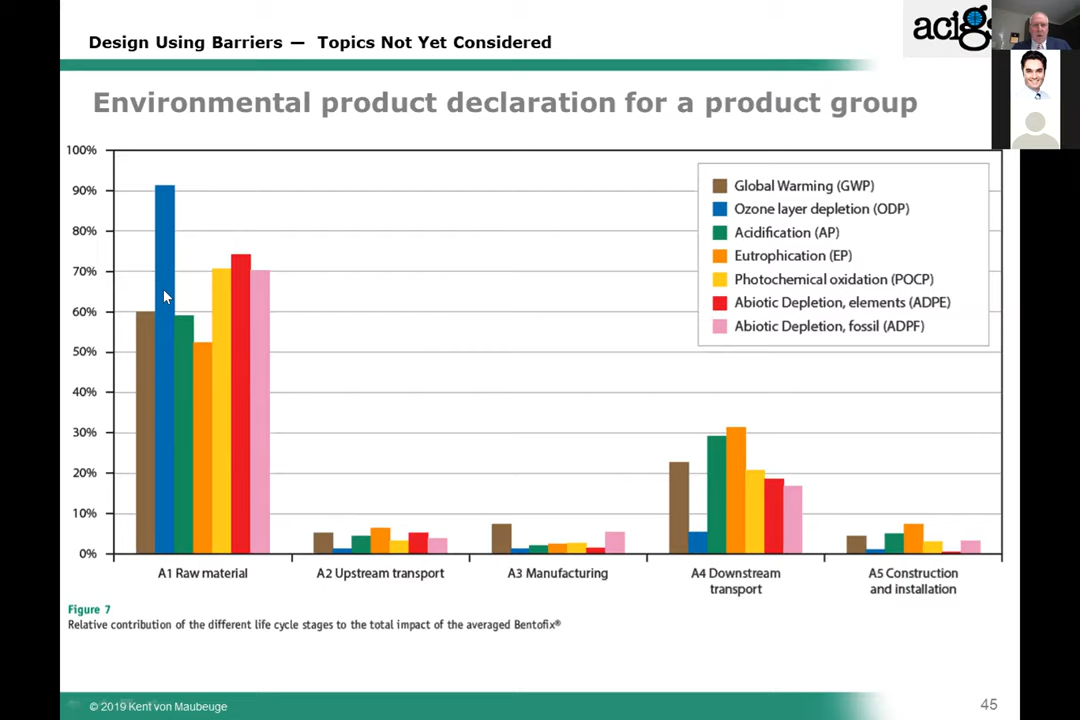 Design Using Barriers — Topics Not Yet Considered
acigs
Environmental product declaration for a product group
100%
90%
80%
70%
60%
50%
40%
30%
20%
10%
0%
Global Warming (GWP)
Ozone layer depletion (ODP)
Acidification (AP)
Eutrophication (EP)
Photochemical oxidation (POCP)
Abiotic Depletion, elements (ADPE)
Abiotic Depletion, fossil (ADPF)
A1 Raw material
A2 Upstream transport
A3 Manufacturing
A4 Downstream
transport
A5 Construction
and installation
Figure 7
Relative contribution of the different life cycle stages to the total impact of the averaged Bentofix®
© 2019 Kent von Maubeuge
45